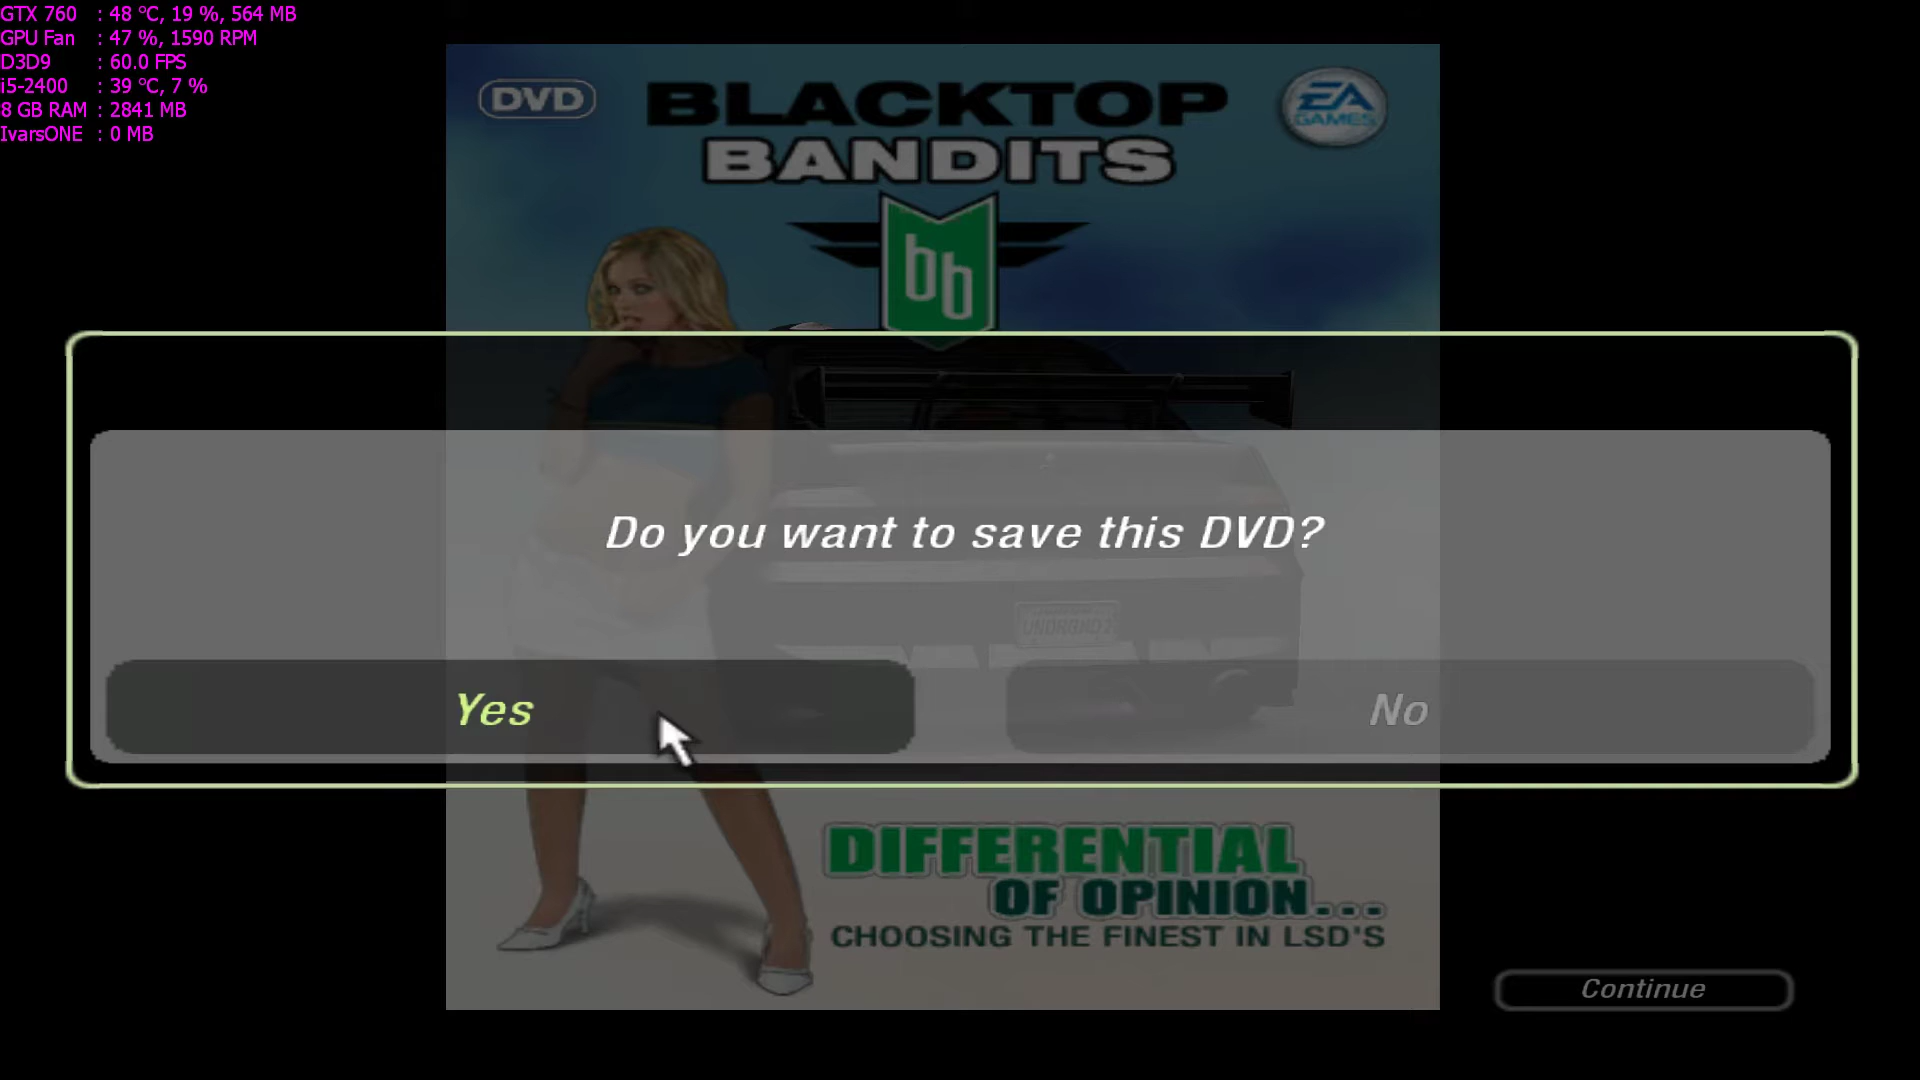 GTX 760 : 48 °C, 19 %, 564 MB
GPU Fan : 47 %, 1590 RPM
D3D9 : 60.0 FPS
i5-2400 : 39 °C, 7 %
8 GB RAM : 2841 MB
IvarsONE : 0 MB
DVD
BLACKTOP
BANDITS
EA
GAMES
bb
Do you want to save this DVD?
UNDRGRND2
Yes
No
DIFFERENTIAL
OF OPINION...
CHOOSING THE FINEST IN LSD'S
Continue